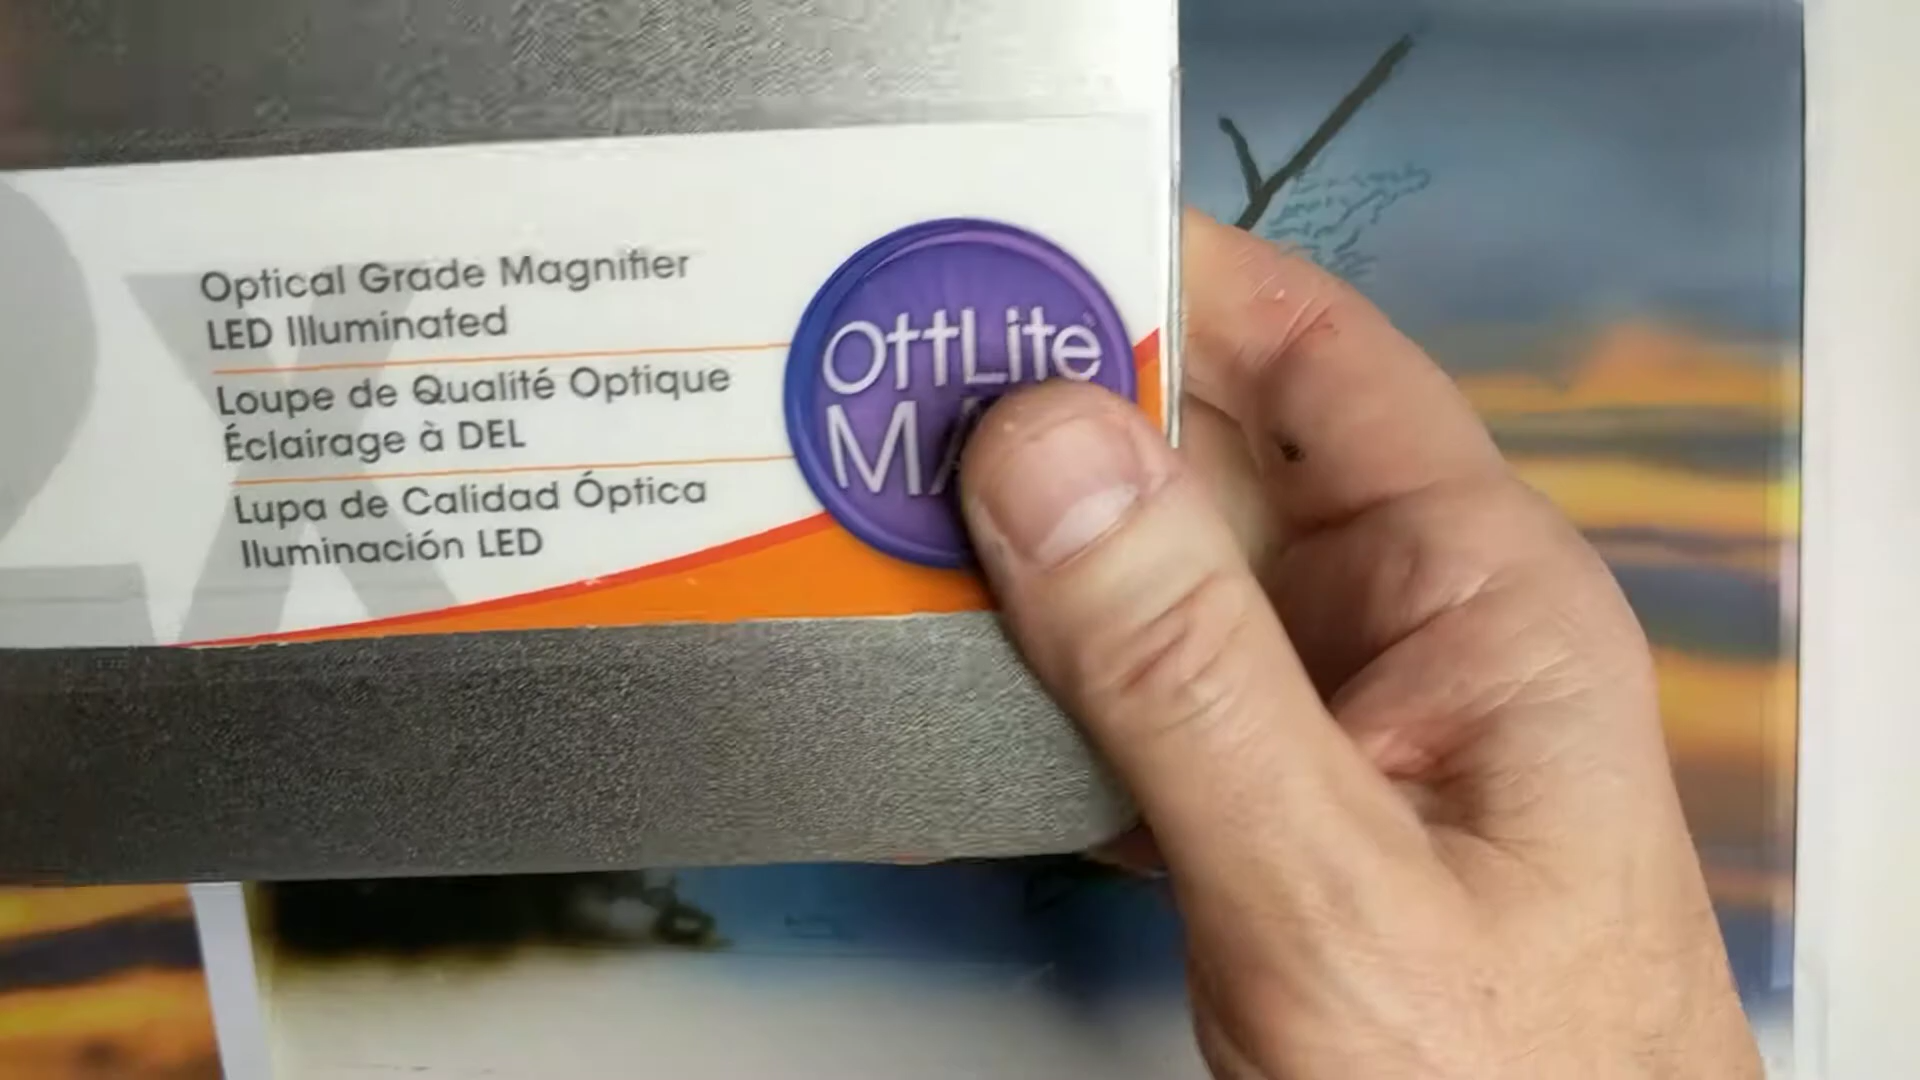 Optical Grade Magnifier
LED Illuminated
Loupe de Qualité Optique
Éclairage à DEL
Lupa de Calidad Óptica
Iluminación LED
OttLite